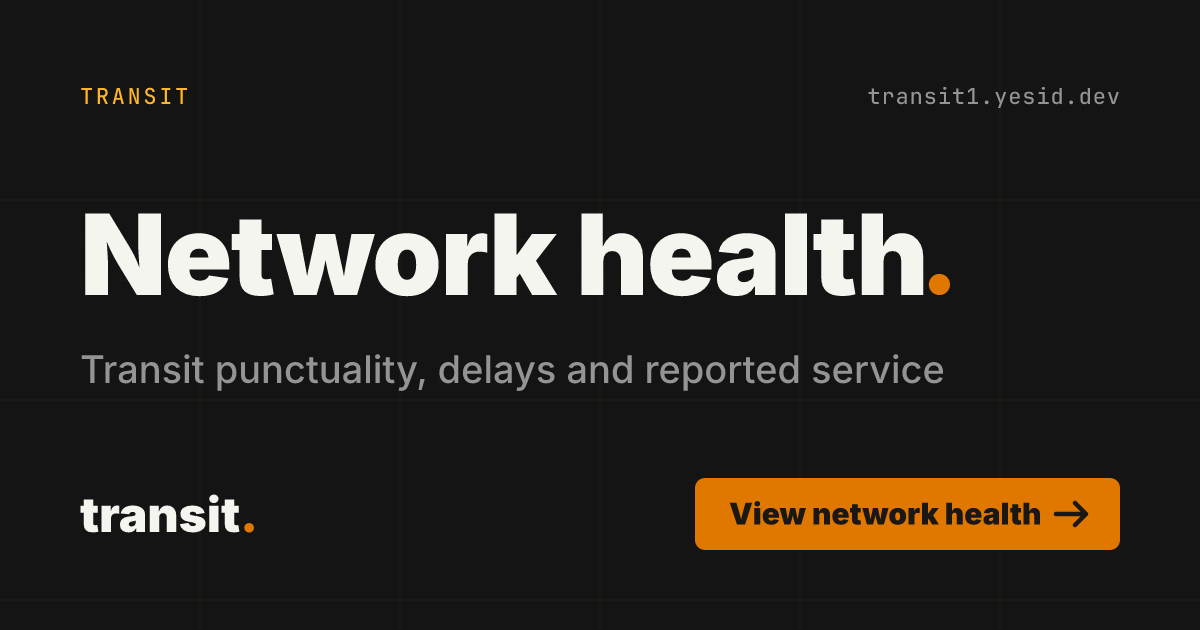 TRANSIT
transit1.yesid.dev
Network health.
Transit punctuality, delays and reported service
transit.
View network health →